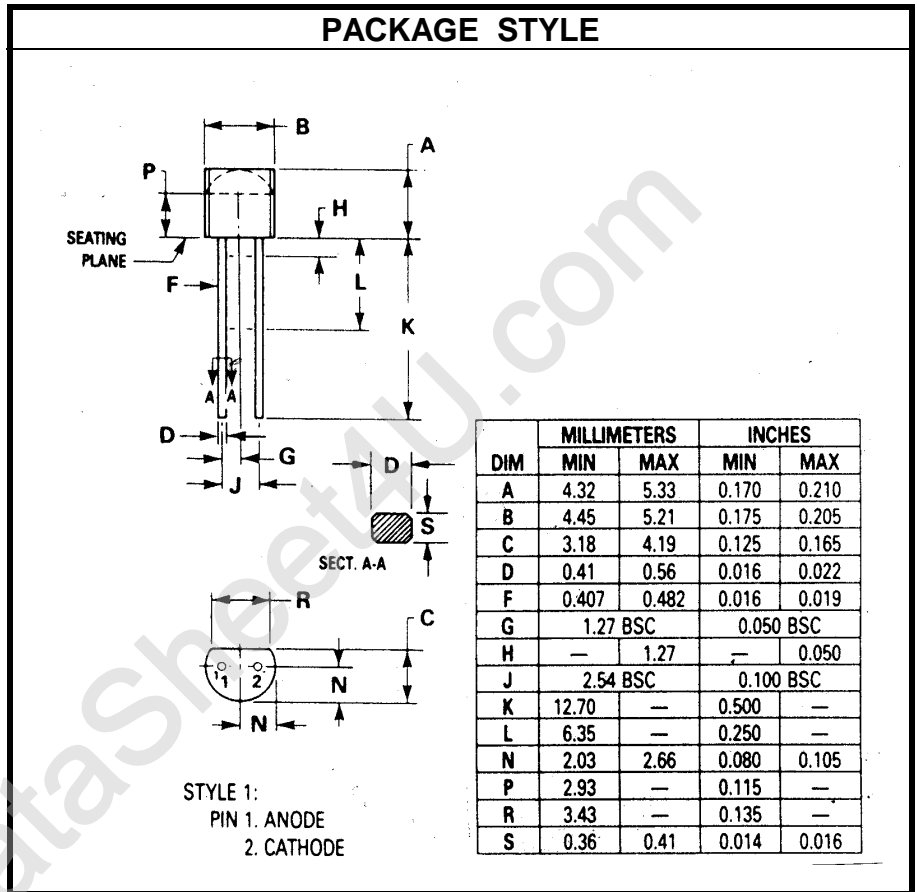 PACKAGE STYLE
B
A
P
H
SEATING
PLANE
L
F
K
A A
D
G
J
D
S
SECT. A-A
R
C
1 2
N
N
STYLE 1:
PIN 1. ANODE
2. CATHODE
MILLIMETERS INCHES
DIM MIN MAX MIN MAX
A 4.32 5.33 0.170 0.210
B 4.45 5.21 0.175 0.205
C 3.18 4.19 0.125 0.165
D 0.41 0.56 0.016 0.022
F 0.407 0.482 0.016 0.019
G 1.27 BSC 0.050 BSC
H — 1.27 — 0.050
J 2.54 BSC 0.100 BSC
K 12.70 — 0.500 —
L 6.35 — 0.250 —
N 2.03 2.66 0.080 0.105
P 2.93 — 0.115 —
R 3.43 — 0.135 —
S 0.36 0.41 0.014 0.016
ataSheet4U.com